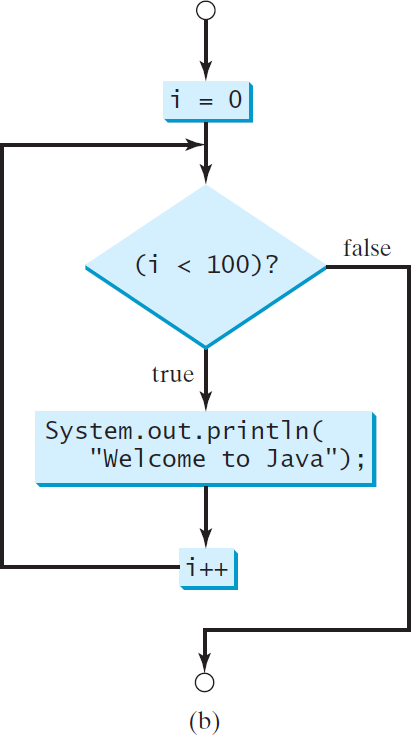 i = 0
(i < 100)?
false
true
System.out.println(
"Welcome to Java");
i++
(b)